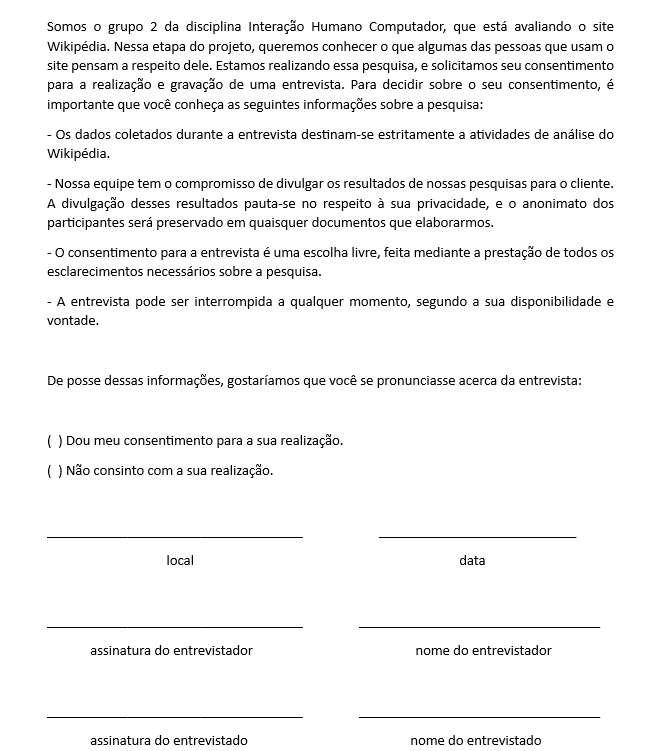 Somos o grupo 2 da disciplina Interação Humano Computador, que está avaliando o site
Wikipédia. Nessa etapa do projeto, queremos conhecer o que algumas das pessoas que usam o
site pensam a respeito dele. Estamos realizando essa pesquisa, e solicitamos seu consentimento
para a realização e gravação de uma entrevista. Para decidir sobre o seu consentimento, é
importante que você conheça as seguintes informações sobre a pesquisa:
- Os dados coletados durante a entrevista destinam-se estritamente a atividades de análise do
Wikipédia.
- Nossa equipe tem o compromisso de divulgar os resultados de nossas pesquisas para o cliente.
A divulgação desses resultados pauta-se no respeito à sua privacidade, e o anonimato dos
participantes será preservado em quaisquer documentos que elaborarmos.
- O consentimento para a entrevista é uma escolha livre, feita mediante a prestação de todos os
esclarecimentos necessários sobre a pesquisa.
- A entrevista pode ser interrompida a qualquer momento, segundo a sua disponibilidade e
vontade.
De posse dessas informações, gostaríamos que você se pronunciasse acerca da entrevista:
( ) Dou meu consentimento para a sua realização.
( ) Não consinto com a sua realização.
local data
assinatura do entrevistador nome do entrevistador
assinatura do entrevistado nome do entrevistado